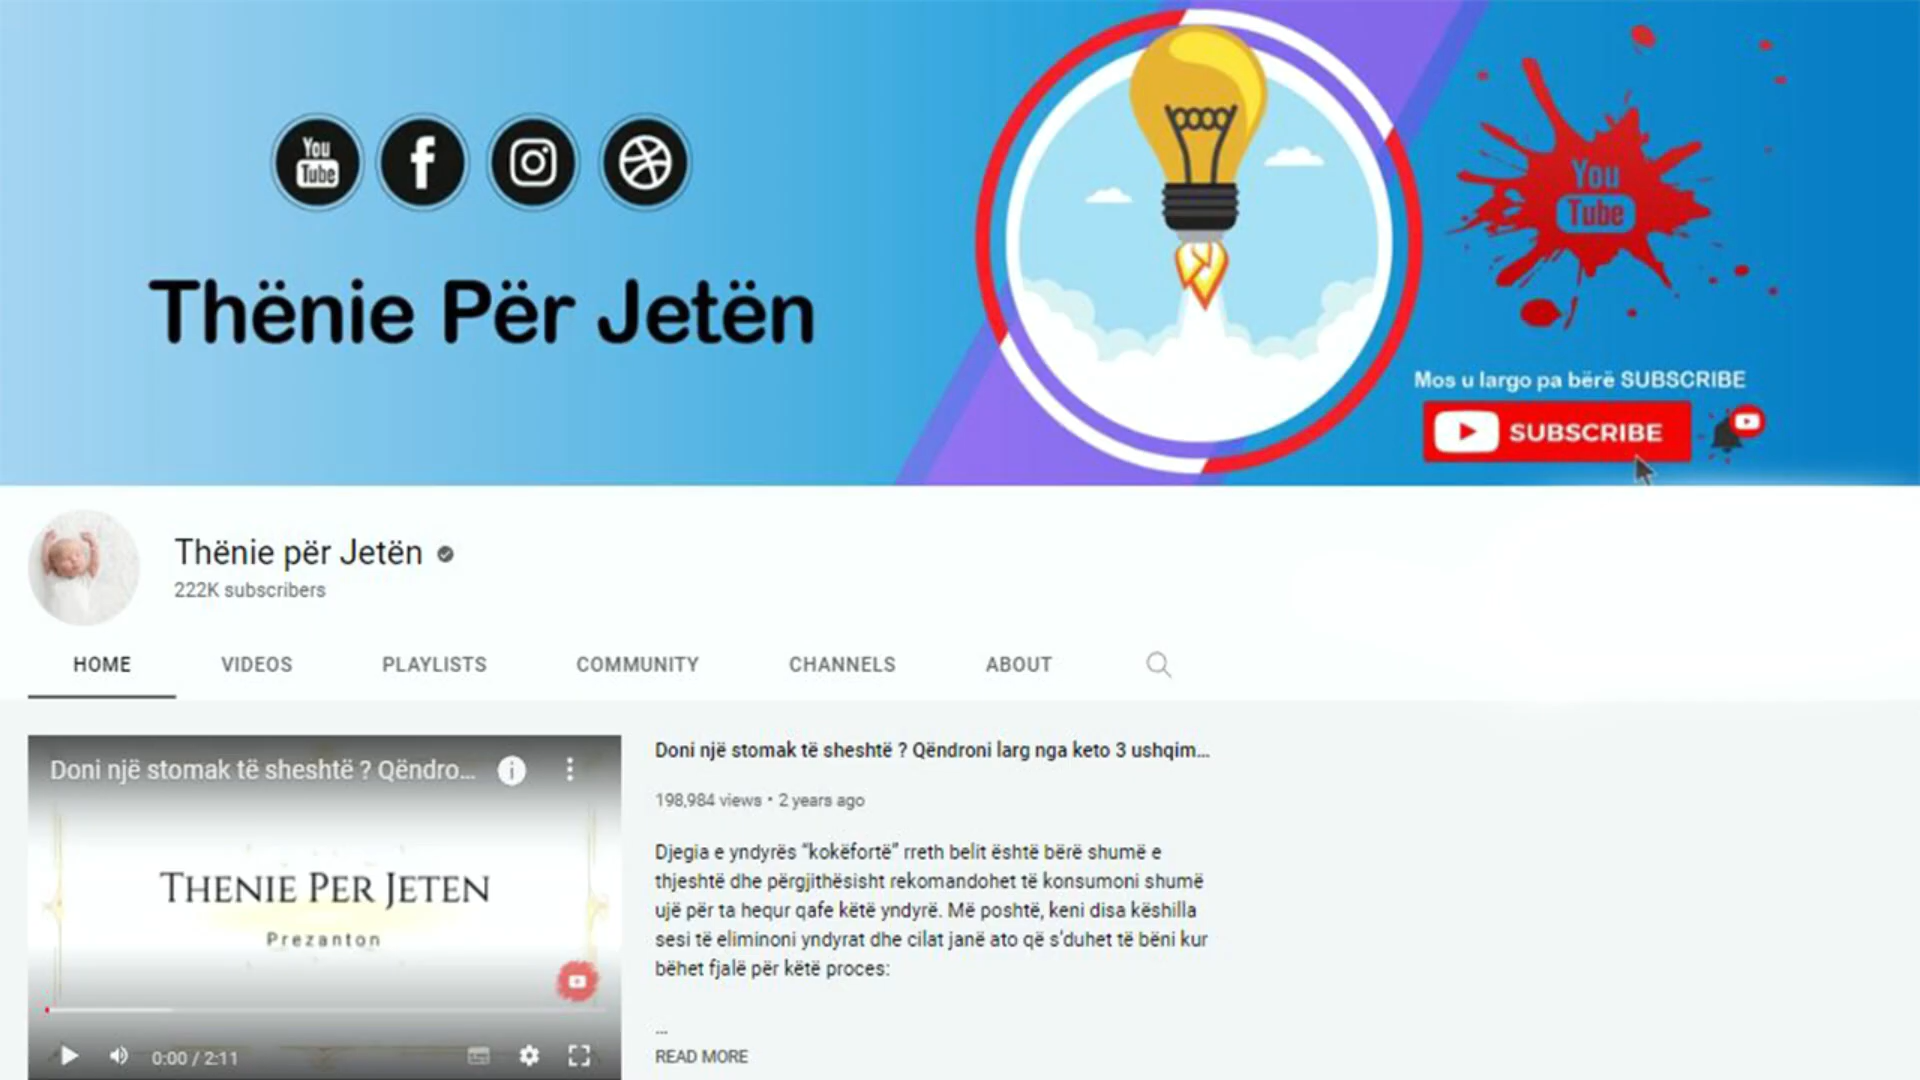 You
Tube
Thënie Për Jetën
You
Tube
Mos u largo pa bërë SUBSCRIBE
SUBSCRIBE
Thënie për Jetën
222K subscribers
HOME VIDEOS PLAYLISTS COMMUNITY CHANNELS ABOUT
Doni një stomak të sheshtë ? Qëndro...
THENIE PER JETEN
Prezanton
0:00 / 2:11
Doni një stomak të sheshtë ? Qëndroni larg nga keto 3 ushqim...
198,984 views • 2 years ago
Djegia e yndyrës “kokëfortë” rreth belit është bërë shumë e
thjeshtë dhe përgjithësisht rekomandohet të konsumoni shumë
ujë për ta hequr qafe këtë yndyrë. Më poshtë, keni disa këshilla
sesi të eliminoni yndyrat dhe cilat janë ato që s'duhet të bëni kur
bëhet fjalë për këtë proces:
...
READ MORE